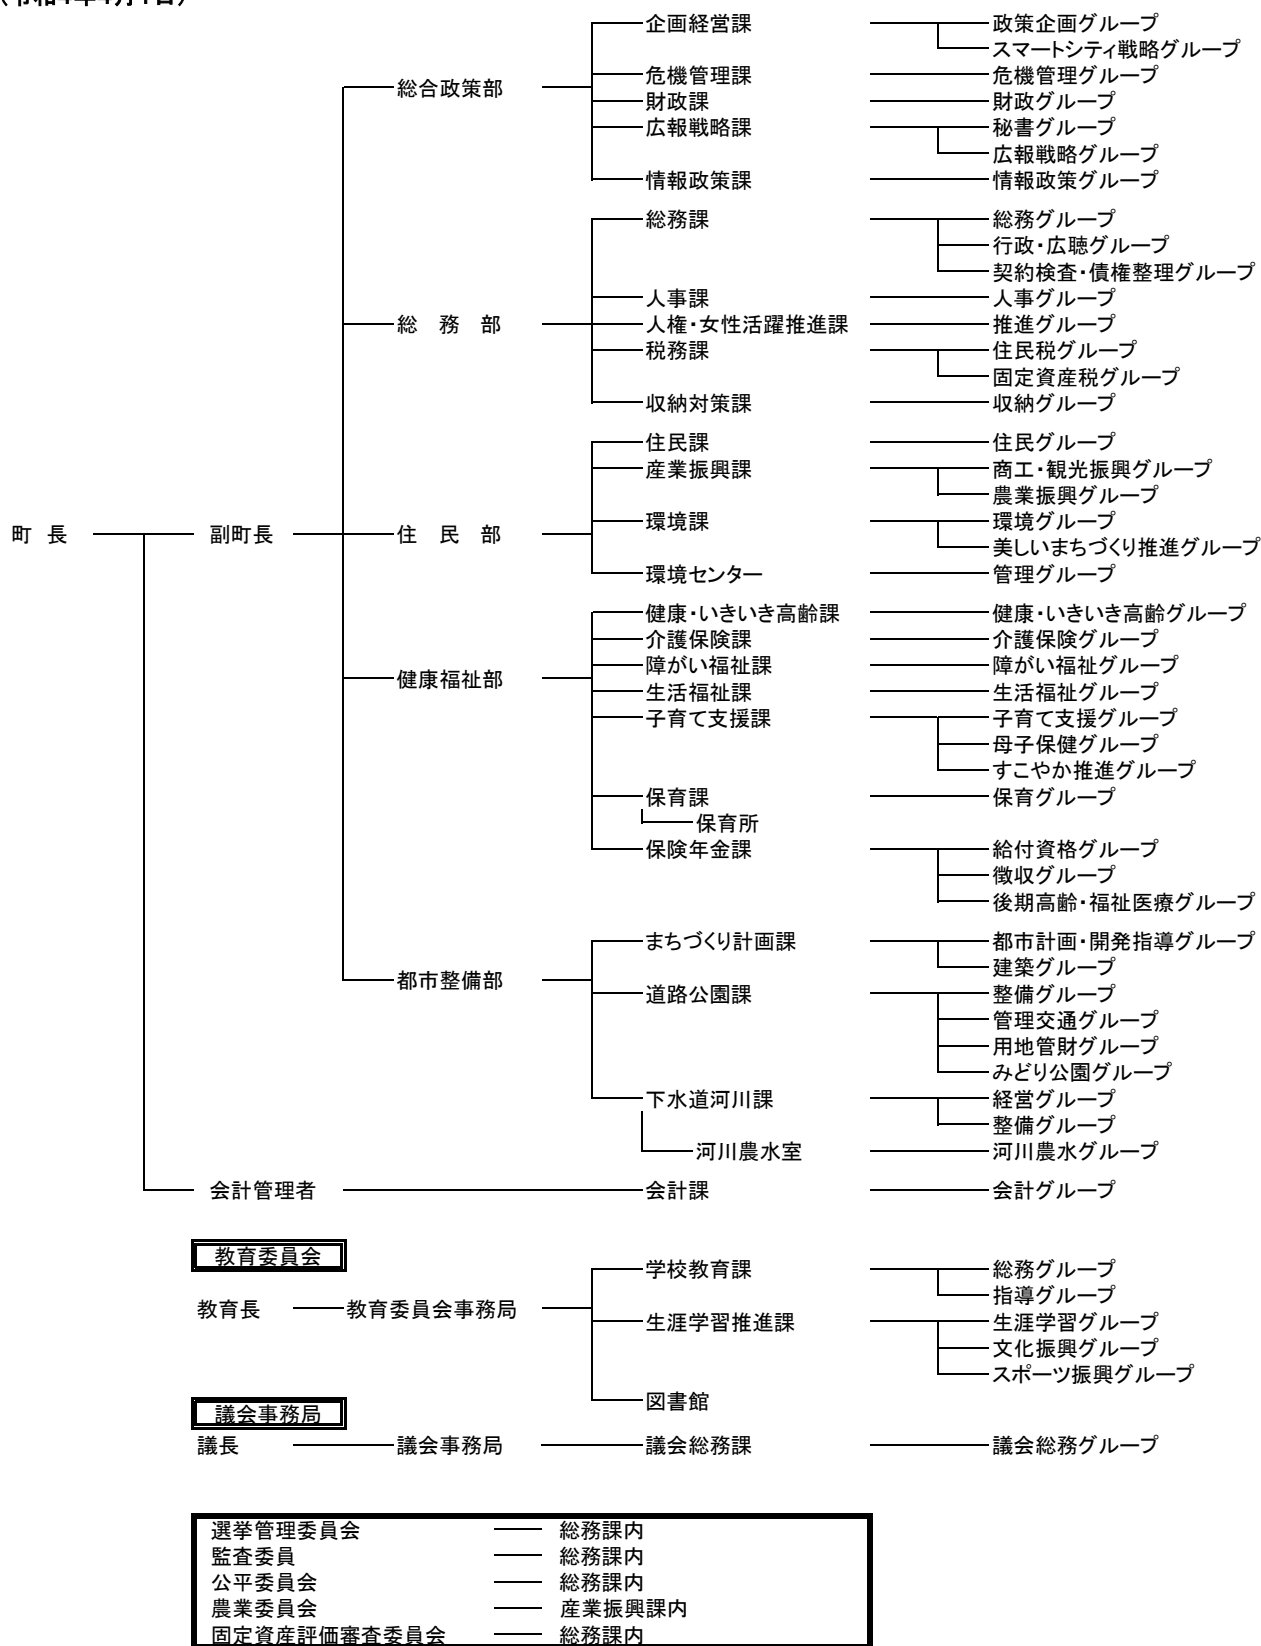 (令和4年4月1日)
企画経営課 政策企画グループ
スマートシティ戦略グループ
危機管理課 危機管理グループ
総合政策部
財政課 財政グループ
広報戦略課 秘書グループ
広報戦略グループ
情報政策課 情報政策グループ
総務課 総務グループ
行政・広聴グループ
契約検査・債権整理グループ
人事課 人事グループ
総 務 部 人権・女性活躍推進課 推進グループ
税務課 住民税グループ
固定資産税グループ
収納対策課 収納グループ
住民課 住民グループ
産業振興課 商工・観光振興グループ
農業振興グループ
環境課 環境グループ
町 長 副町長 住 民 部
美しいまちづくり推進グループ
環境センター 管理グループ
健康・いきいき高齢課 健康・いきいき高齢グループ
介護保険課 介護保険グループ
障がい福祉課 障がい福祉グループ
健康福祉部
生活福祉課 生活福祉グループ
子育て支援課 子育て支援グループ
母子保健グループ
すこやか推進グループ
保育課 保育グループ
保育所
保険年金課 給付資格グループ
徴収グループ
後期高齢・福祉医療グループ
まちづくり計画課 都市計画・開発指導グループ
建築グループ
都市整備部
道路公園課 整備グループ
管理交通グループ
用地管財グループ
みどり公園グループ
下水道河川課 経営グループ
整備グループ
河川農水室 河川農水グループ
会計管理者 会計課 会計グループ
教育委員会
学校教育課 総務グループ
指導グループ
教育長 教育委員会事務局
生涯学習推進課 生涯学習グループ
文化振興グループ
スポーツ振興グループ
図書館
議会事務局
議長 議会事務局 議会総務課 議会総務グループ
選挙管理委員会 総務課内
監査委員 総務課内
公平委員会 総務課内
農業委員会 産業振興課内
固定資産評価審査委員会 総務課内